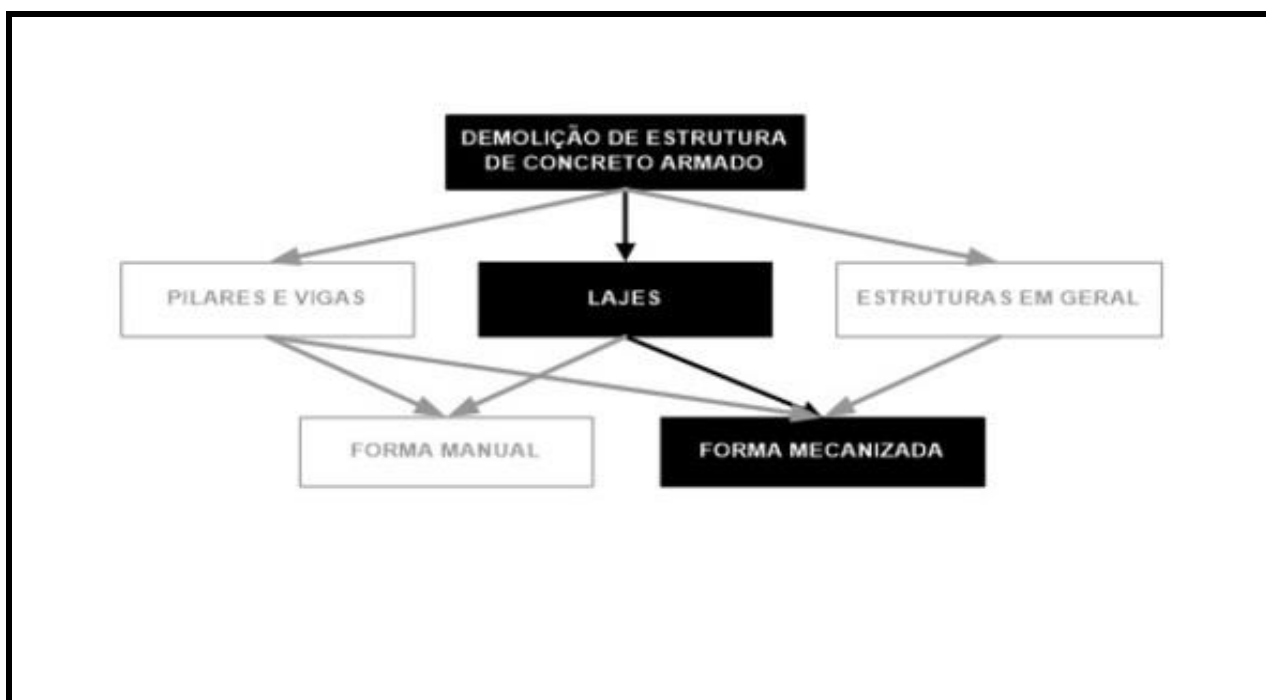 DEMOLIÇÃO DE ESTRUTURA
DE CONCRETO ARMADO
PILARES E VIGAS
LAJES
ESTRUTURAS EM GERAL
FORMA MANUAL
FORMA MECANIZADA